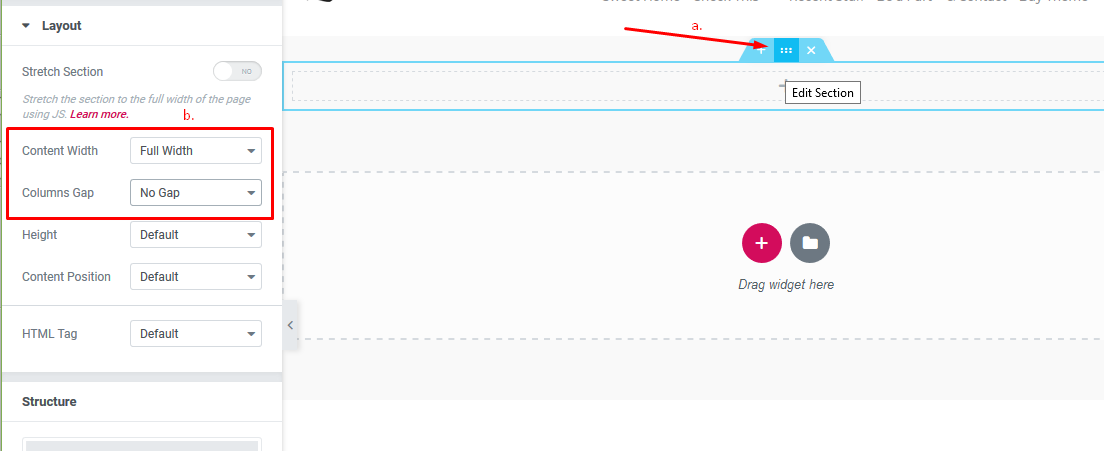 Layout
Stretch Section
NO
Stretch the section to the full width of the page
using JS. Learn more.
b.
Content Width
Full Width
Columns Gap
No Gap
Height
Default
Content Position
Default
HTML Tag
Default
Structure
a.
Edit Section
Drag widget here